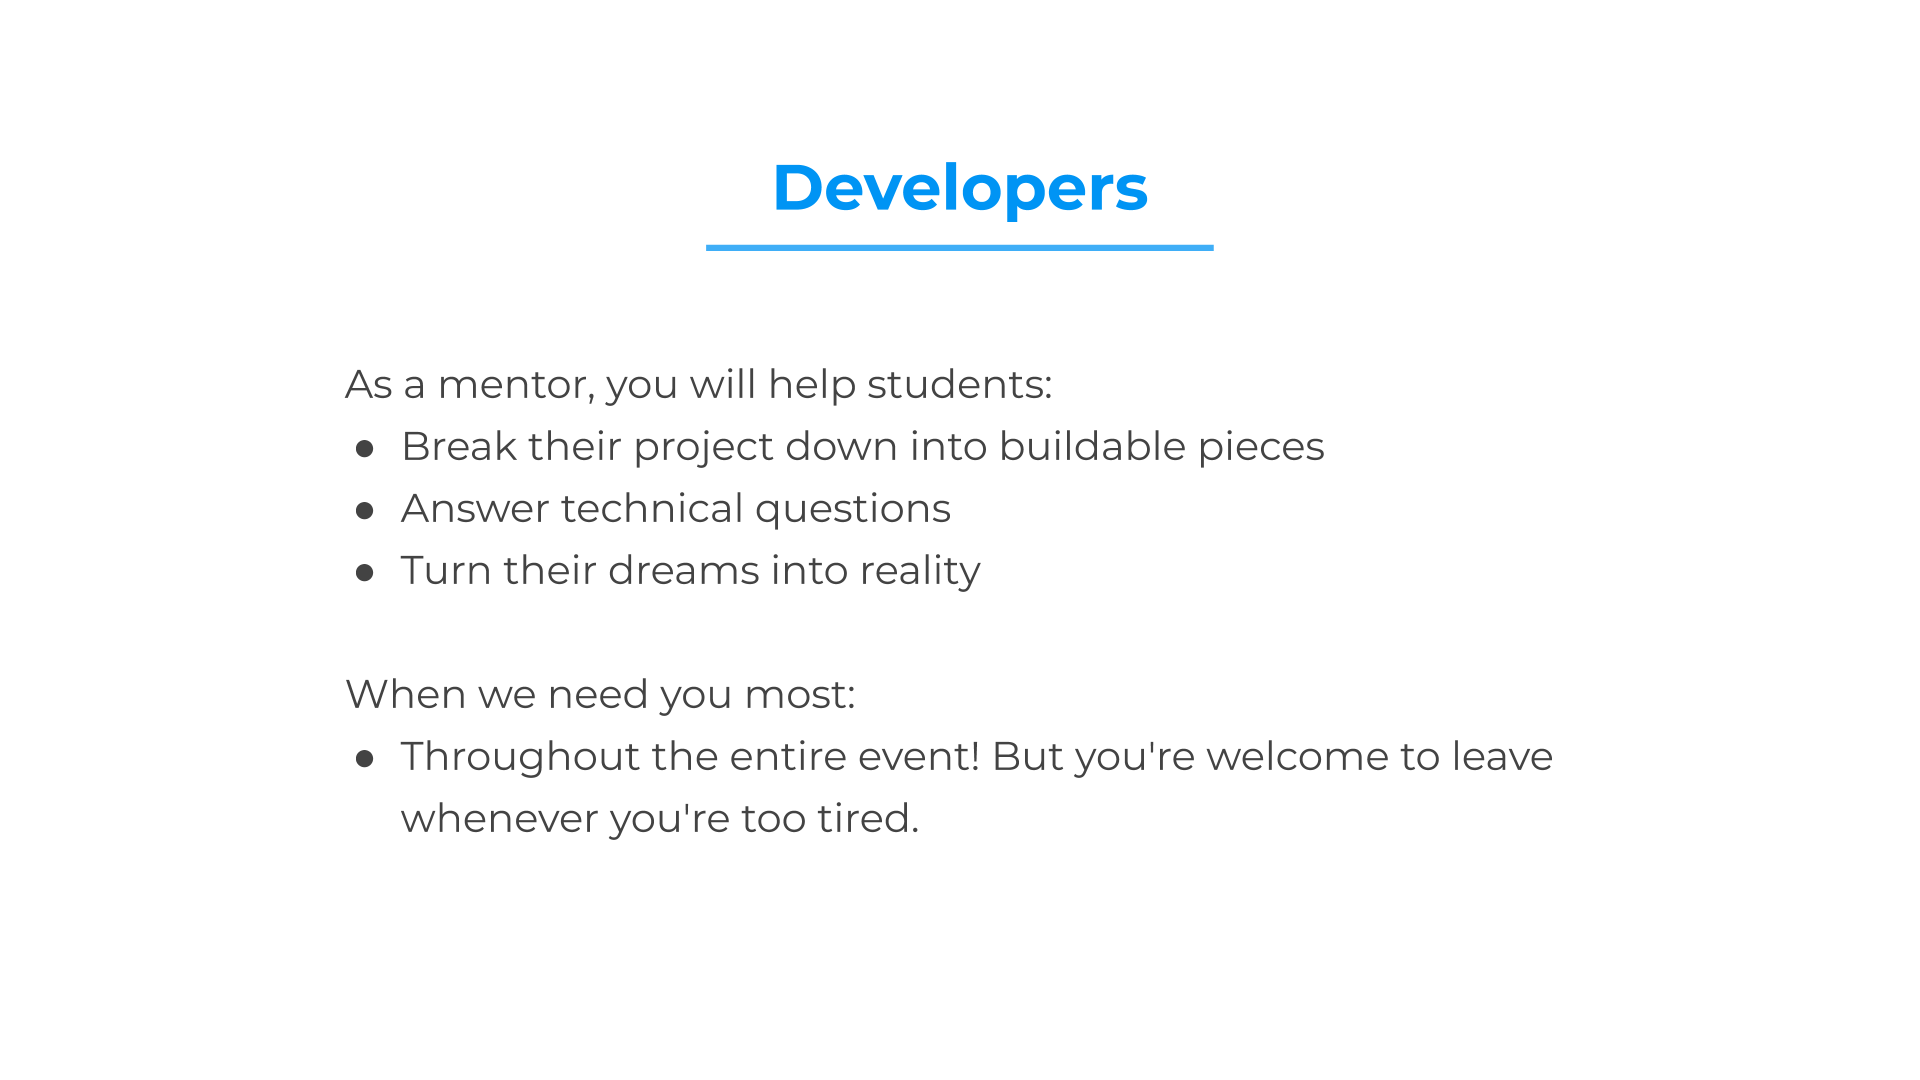 Developers
As a mentor, you will help students:
● Break their project down into buildable pieces
● Answer technical questions
● Turn their dreams into reality
When we need you most:
● Throughout the entire event! But you're welcome to leave
whenever you're too tired.